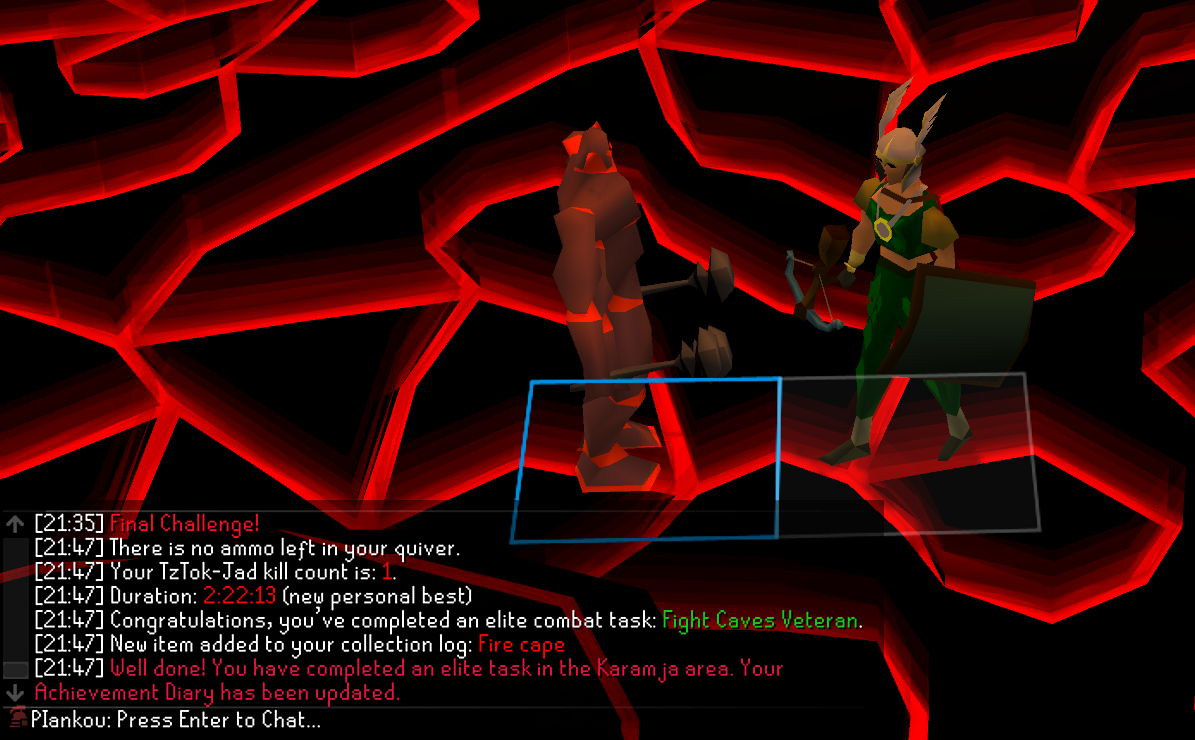 [21:35] Final Challenge!
[21:47] There is no ammo left in your quiver.
[21:47] Your TzTok-Jad kill count is: 1.
[21:47] Duration: 2:22:13 (new personal best)
[21:47] Congratulations, you've completed an elite combat task: Fight Caves Veteran.
[21:47] New item added to your collection log: Fire cape
[21:47] Well done! You have completed an elite task in the Karamja area. Your
Achievement Diary has been updated.
PIankou: Press Enter to Chat...